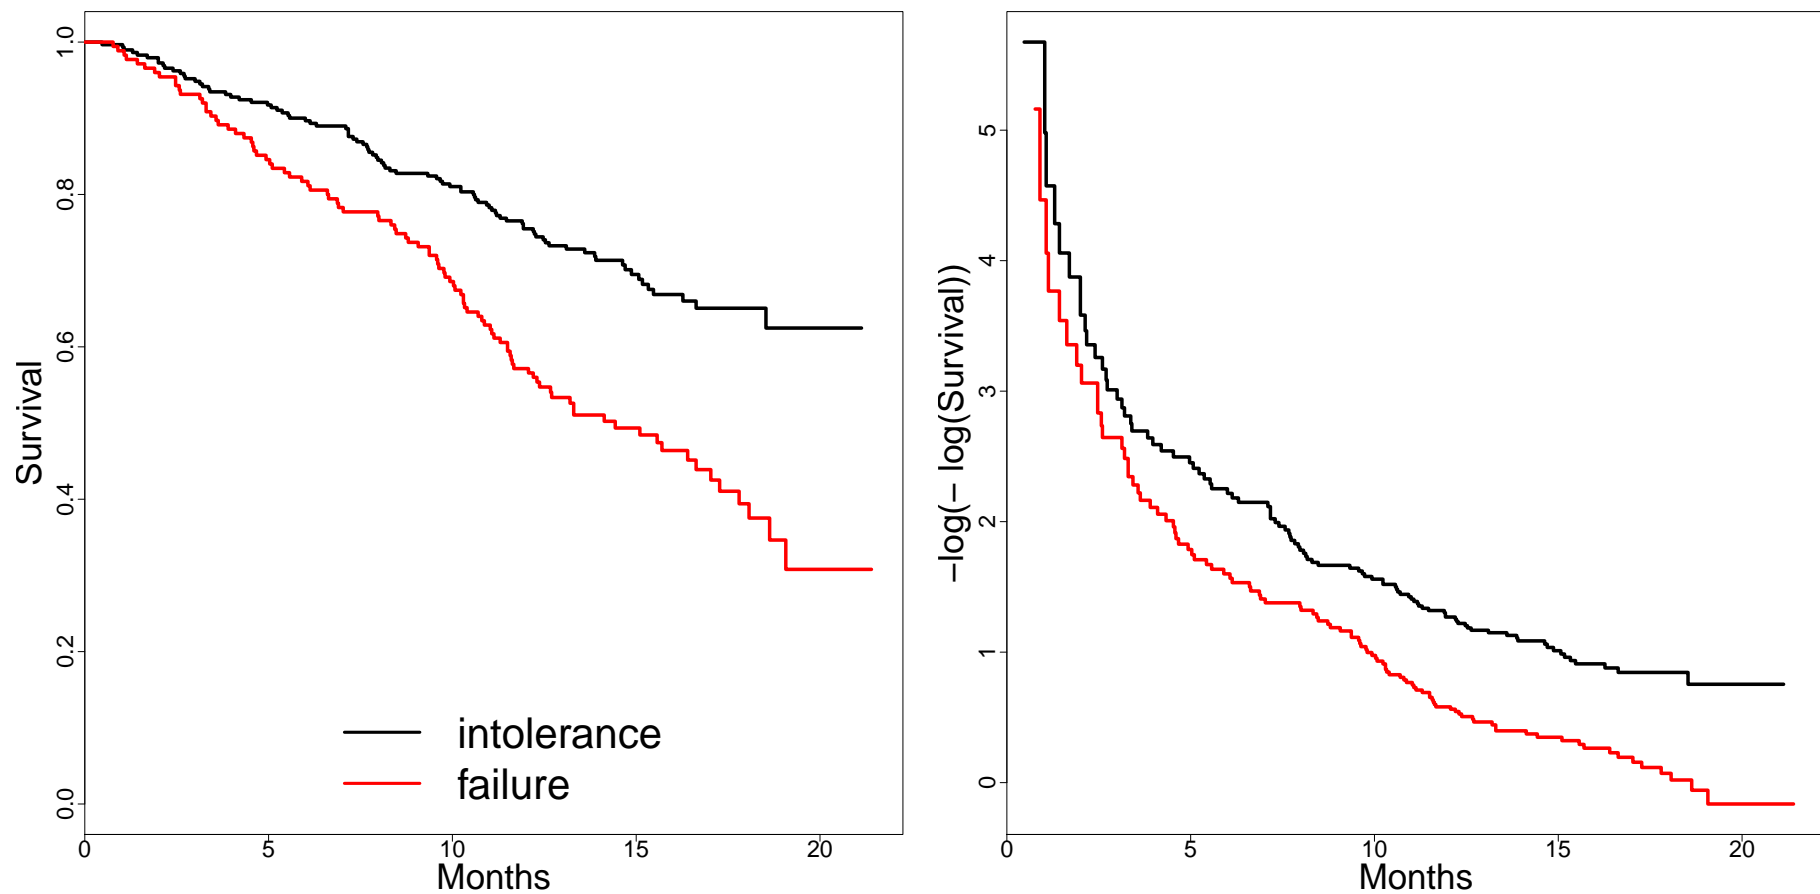 Survival
1.0
0.8
0.6
0.4
0.2
0.0
intolerance
failure
0 5 10 15 20
Months
−log(− log(Survival))
5
4
3
2
1
0
0 5 10 15 20
Months